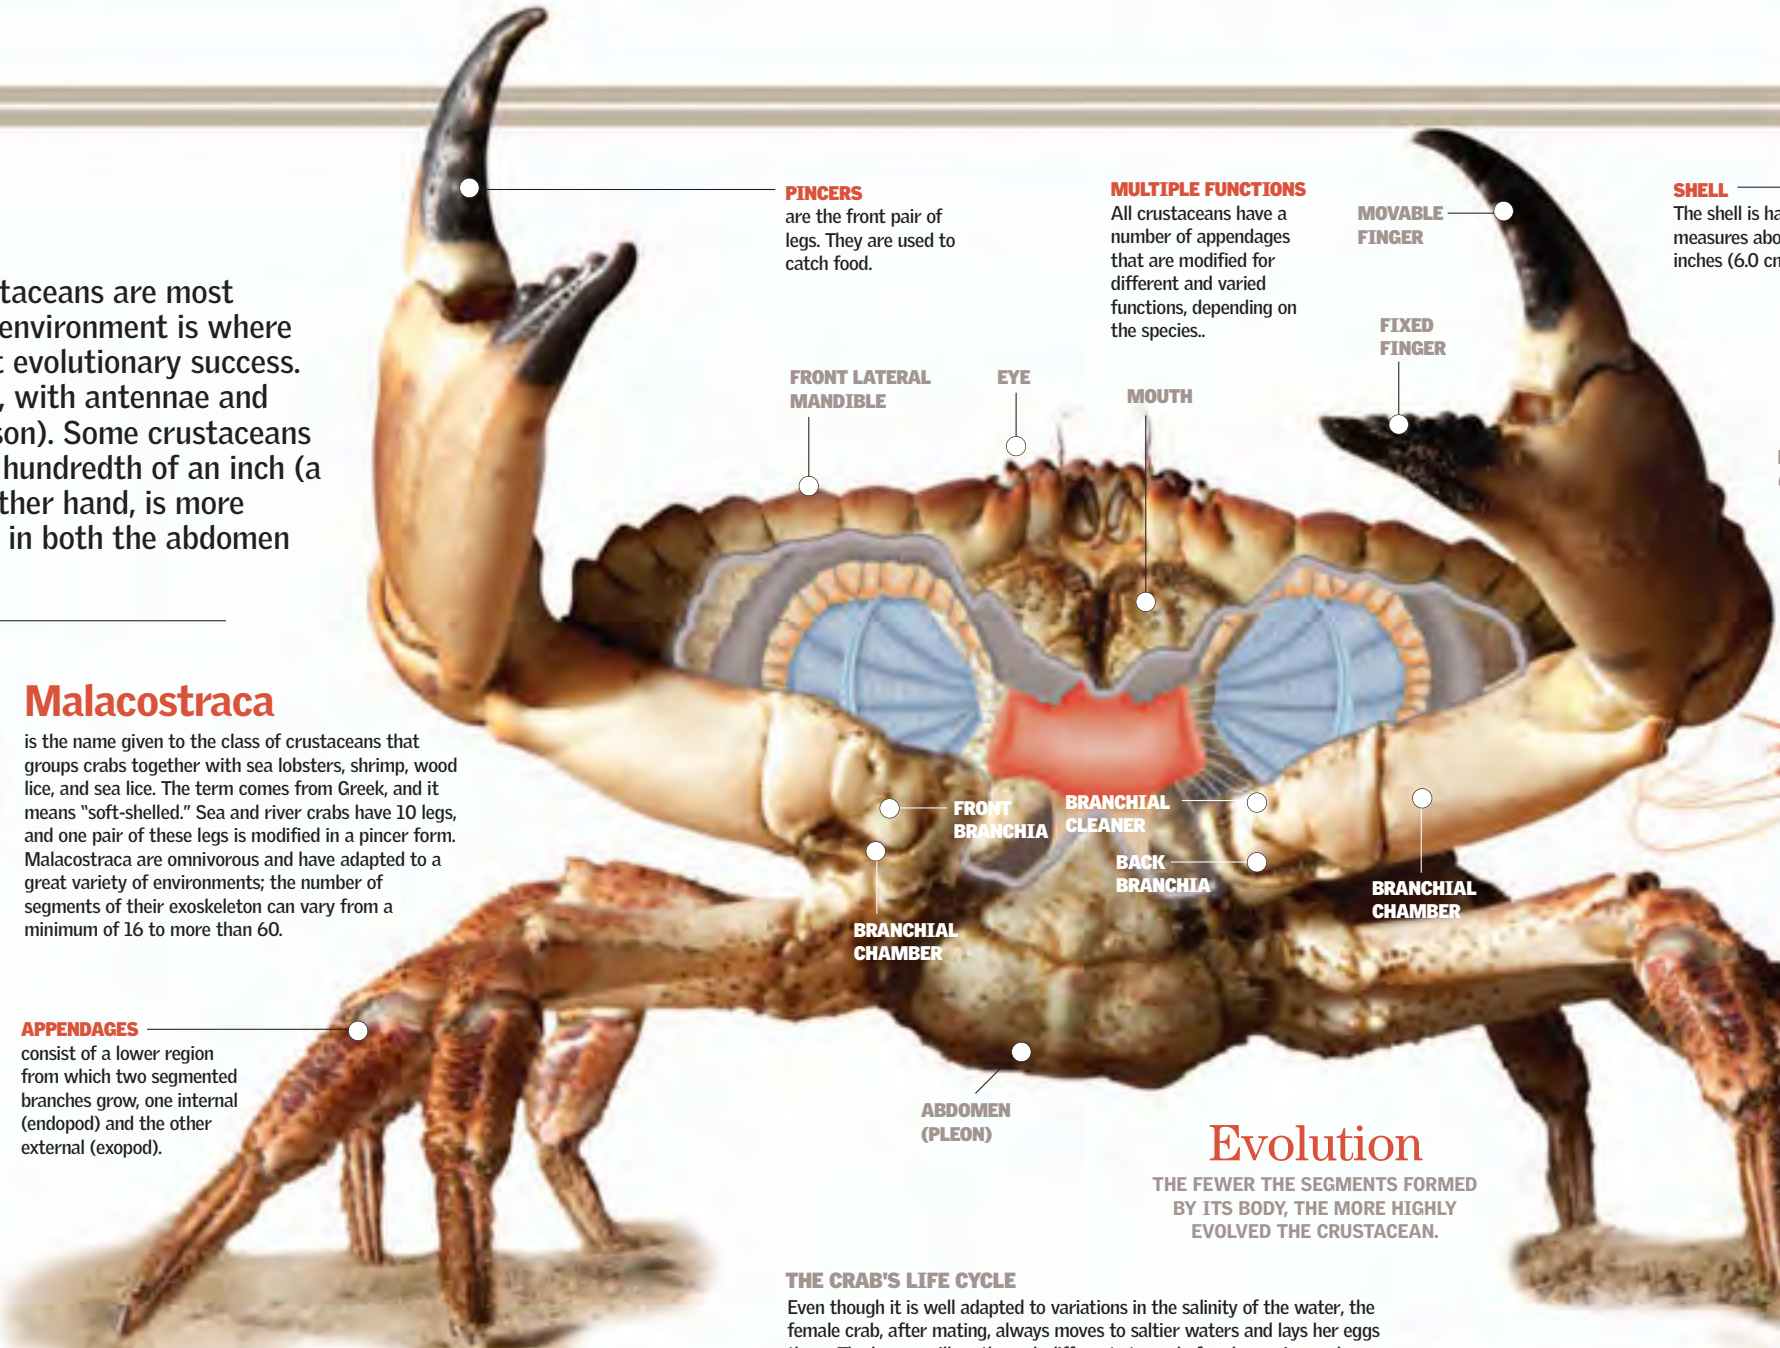 PINCERS
are the front pair of
legs. They are used to
catch food.
MULTIPLE FUNCTIONS
All crustaceans have a
number of appendages
that are modified for
different and varied
functions, depending on
the species..
MOVABLE
FINGER
SHELL
The shell is ha
measures abo
inches (6.0 cm
FIXED
FINGER
taceans are most
environment is where
t evolutionary success.
, with antennae and
son). Some crustaceans
hundredth of an inch (a
ther hand, is more
in both the abdomen
FRONT LATERAL
MANDIBLE
EYE
MOUTH
Malacostraca
is the name given to the class of crustaceans that
groups crabs together with sea lobsters, shrimp, wood
lice, and sea lice. The term comes from Greek, and it
means “soft-shelled.” Sea and river crabs have 10 legs,
and one pair of these legs is modified in a pincer form.
Malacostraca are omnivorous and have adapted to a
great variety of environments; the number of
segments of their exoskeleton can vary from a
minimum of 16 to more than 60.
FRONT
BRANCHIA
BRANCHIAL
CLEANER
BACK
BRANCHIA
BRANCHIAL
CHAMBER
BRANCHIAL
CHAMBER
APPENDAGES
consist of a lower region
from which two segmented
branches grow, one internal
(endopod) and the other
external (exopod).
ABDOMEN
(PLEON)
Evolution
THE FEWER THE SEGMENTS FORMED
BY ITS BODY, THE MORE HIGHLY
EVOLVED THE CRUSTACEAN.
THE CRAB'S LIFE CYCLE
Even though it is well adapted to variations in the salinity of the water, the
female crab, after mating, always moves to saltier waters and lays her eggs